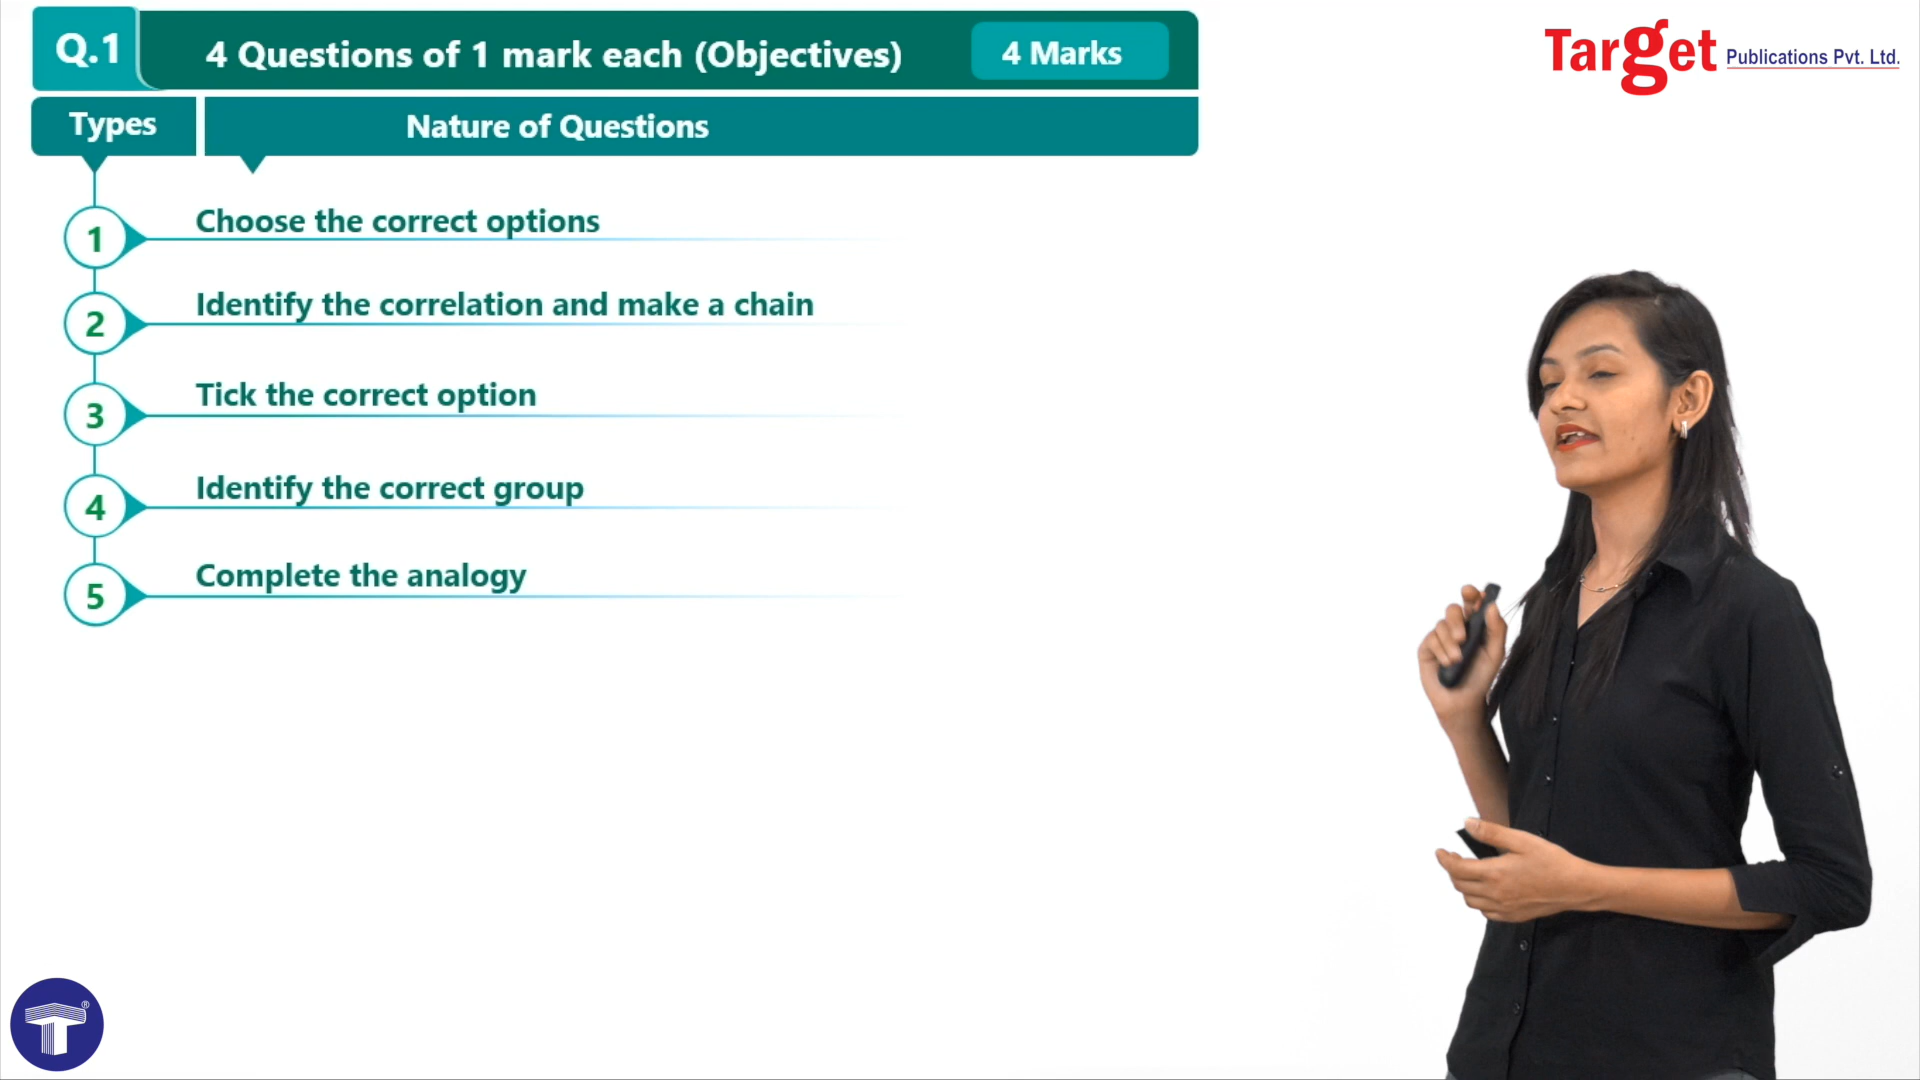 Q.1
4 Questions of 1 mark each (Objectives)
4 Marks
Target Publications Pvt. Ltd.
Types
Nature of Questions
1 Choose the correct options
2 Identify the correlation and make a chain
3 Tick the correct option
4 Identify the correct group
5 Complete the analogy
T ®